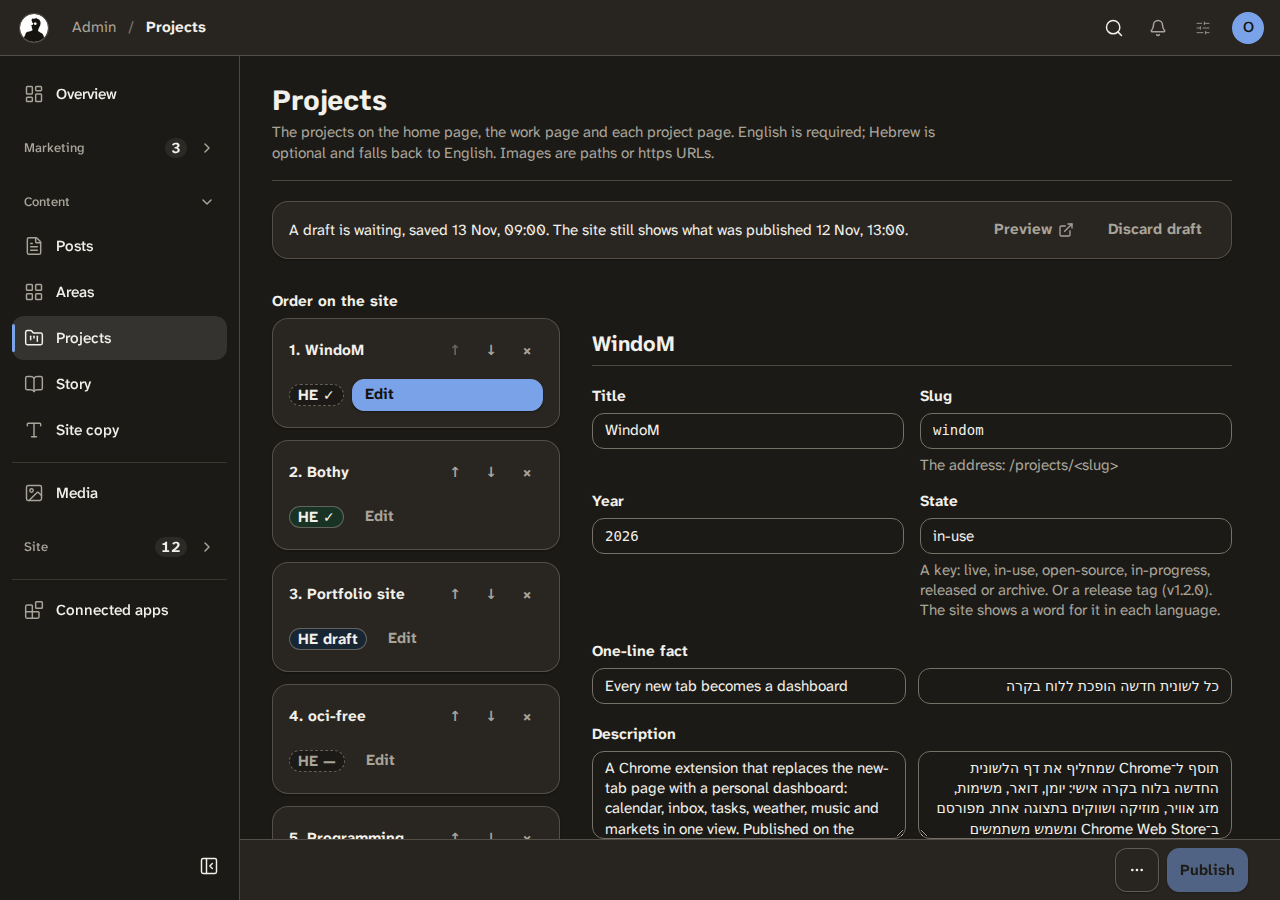 Admin / Projects
O
Overview
Marketing 3
Content
Posts
Areas
Projects
Story
Site copy
Media
Site 12
Connected apps
Projects
The projects on the home page, the work page and each project page. English is required; Hebrew is
optional and falls back to English. Images are paths or https URLs.
A draft is waiting, saved 13 Nov, 09:00. The site still shows what was published 12 Nov, 13:00.
Preview
Discard draft
Order on the site
1. WindoM ↑ ↓ ×
HE ✓ Edit
2. Bothy ↑ ↓ ×
HE ✓ Edit
3. Portfolio site ↑ ↓ ×
HE draft Edit
4. oci-free ↑ ↓ ×
HE — Edit
5. Programming ↑ ↓ ×
WindoM
Title
WindoM
Slug
windom
The address: /projects/<slug>
Year
2026
State
in-use
A key: live, in-use, open-source, in-progress,
released or archive. Or a release tag (v1.2.0).
The site shows a word for it in each language.
One-line fact
Every new tab becomes a dashboard
כל לשונית חדשה הופכת ללוח בקרה
Description
A Chrome extension that replaces the new-
tab page with a personal dashboard:
calendar, inbox, tasks, weather, music and
markets in one view. Published on the
תוסף ל־Chrome שמחליף את דף הלשונית
החדשה בלוח בקרה אישי: יומן, דואר, משימות,
מזג אוויר, מוזיקה ושווקים בתצוגה אחת. מפורסם
ב־Chrome Web Store ומשמש משתמשים
...
Publish